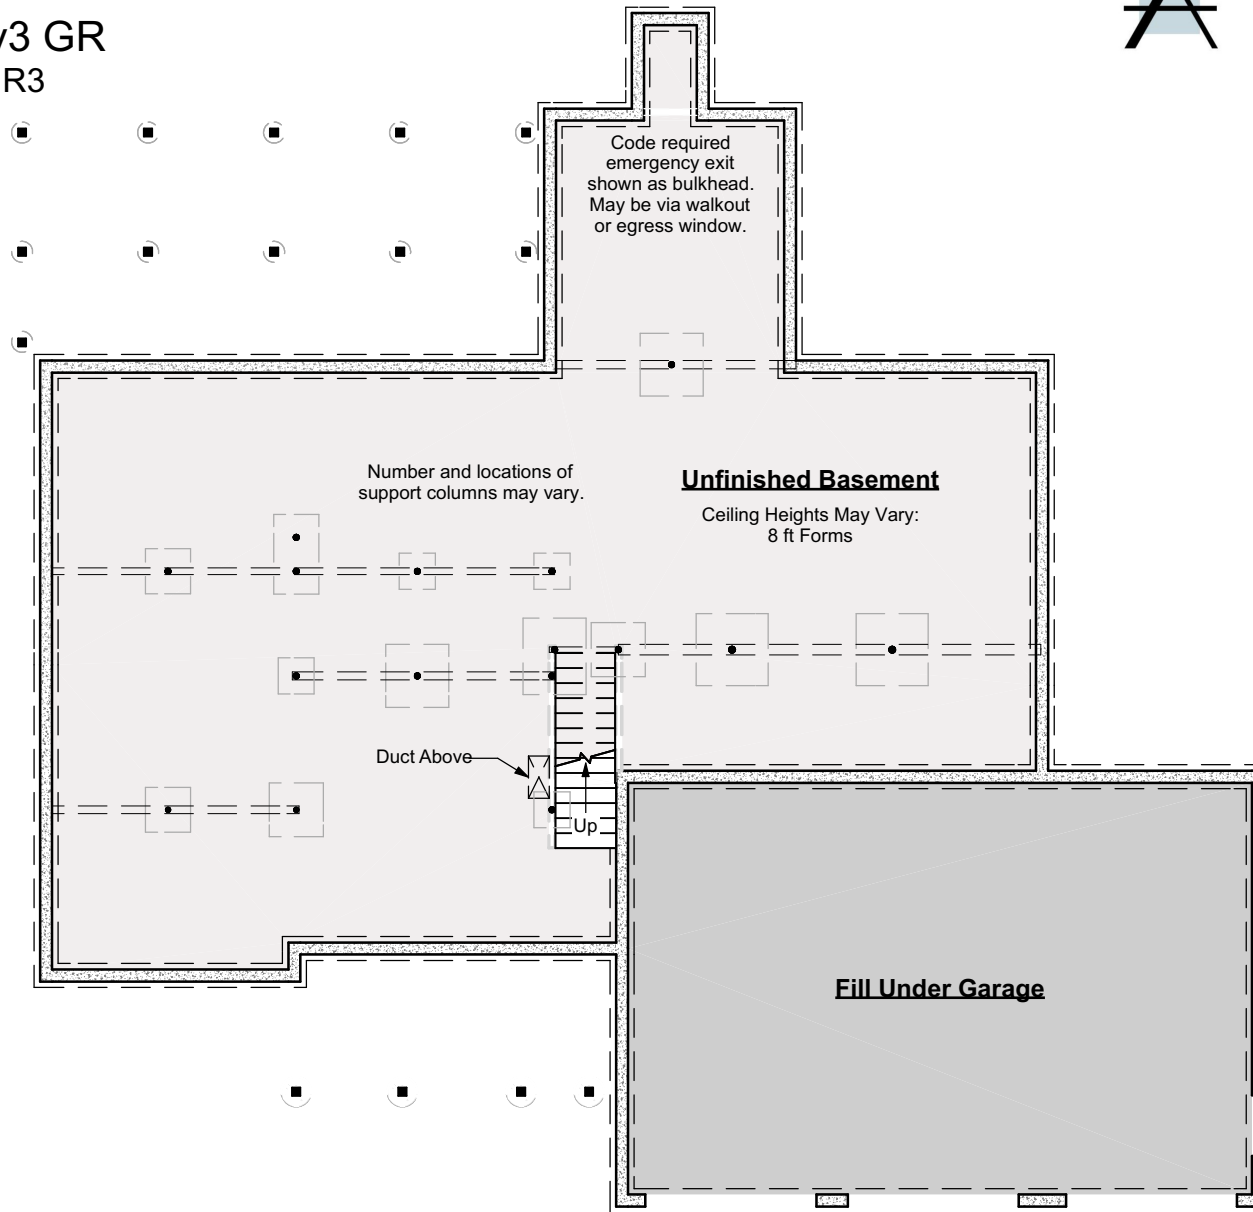 v3 GR
R3
Code required
emergency exit
shown as bulkhead.
May be via walkout
or egress window.
Number and locations of
support columns may vary.
Unfinished Basement
Ceiling Heights May Vary:
8 ft Forms
Duct Above
Up
Fill Under Garage